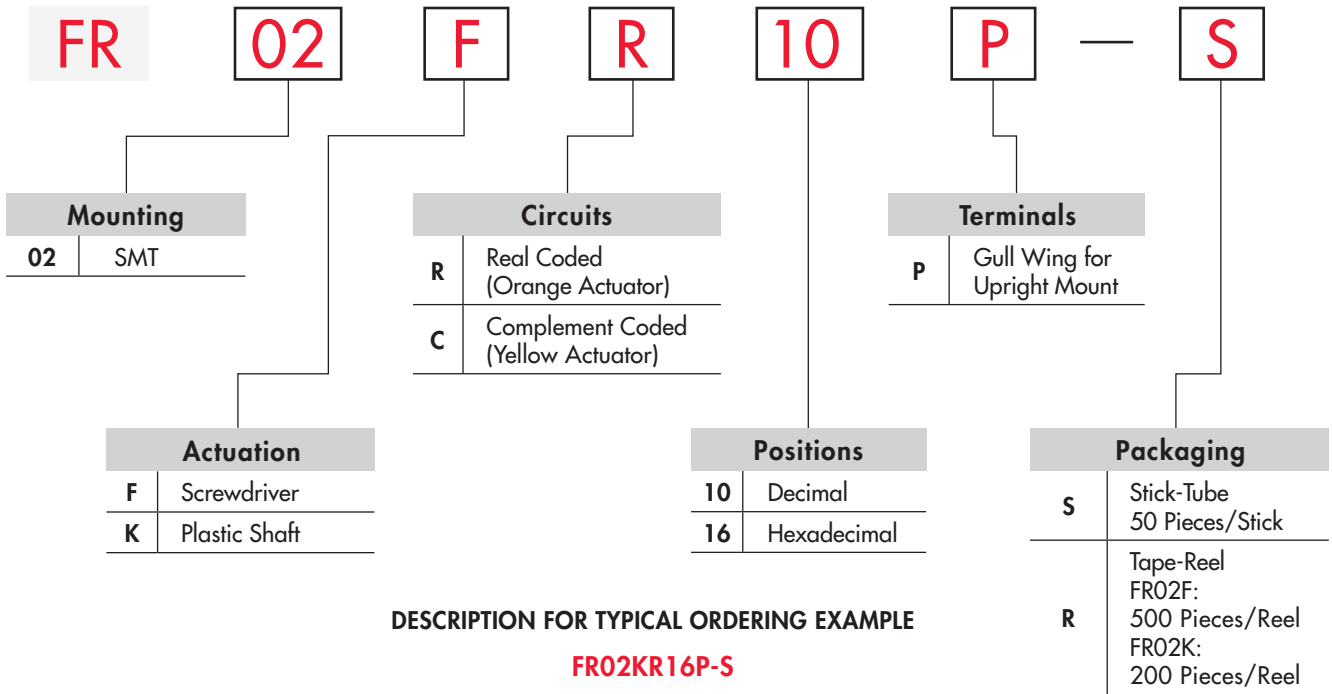 FR 02 F R 10 P — S
Mounting
02 SMT
Circuits
R Real Coded
(Orange Actuator)
C Complement Coded
(Yellow Actuator)
Terminals
P Gull Wing for
Upright Mount
Actuation
F Screwdriver
K Plastic Shaft
Positions
10 Decimal
16 Hexadecimal
Packaging
S Stick-Tube
50 Pieces/Stick
R Tape-Reel
FR02F:
500 Pieces/Reel
FR02K:
200 Pieces/Reel
DESCRIPTION FOR TYPICAL ORDERING EXAMPLE
FR02KR16P-S